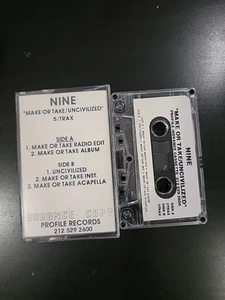 NINE
"MAKE OR TAKE/UNCIVILIZED"
5/TRAX
SIDE A
1. MAKE OR TAKE RADIO EDIT
2. MAKE OR TAKE ALBUM
SIDE B
1. UNCIVILIZED
2. MAKE OR TAKE INST.
3. MAKE OR TAKE ACAPELLA
ADVANCE COPY
PROFILE RECORDS
212 529 2600
NINE
"MAKE OR TAKE/UNCIVILIZED"